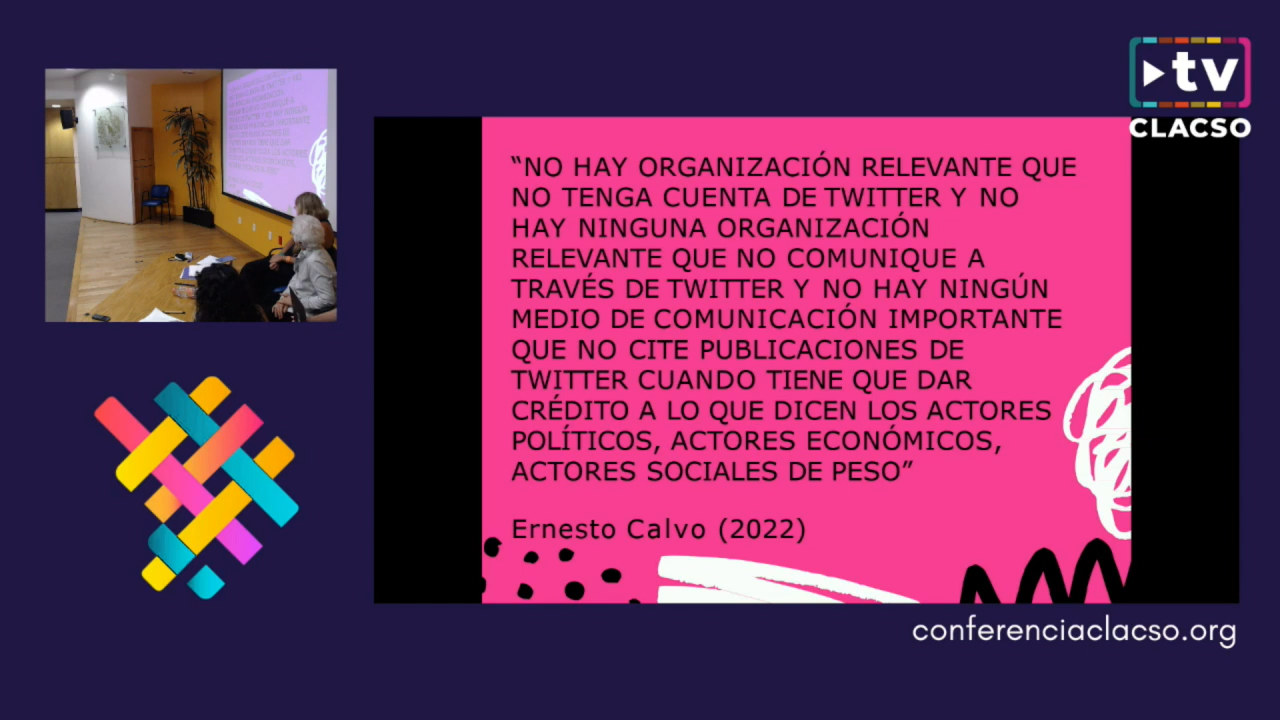 tv
CLACSO
“NO HAY ORGANIZACIÓN RELEVANTE QUE
NO TENGA CUENTA DE TWITTER Y NO
HAY NINGUNA ORGANIZACIÓN
RELEVANTE QUE NO COMUNIQUE A
TRAVÉS DE TWITTER Y NO HAY NINGÚN
MEDIO DE COMUNICACIÓN IMPORTANTE
QUE NO CITE PUBLICACIONES DE
TWITTER CUANDO TIENE QUE DAR
CRÉDITO A LO QUE DICEN LOS ACTORES
POLÍTICOS, ACTORES ECONÓMICOS,
ACTORES SOCIALES DE PESO”
Ernesto Calvo (2022)
conferenciaclacso.org